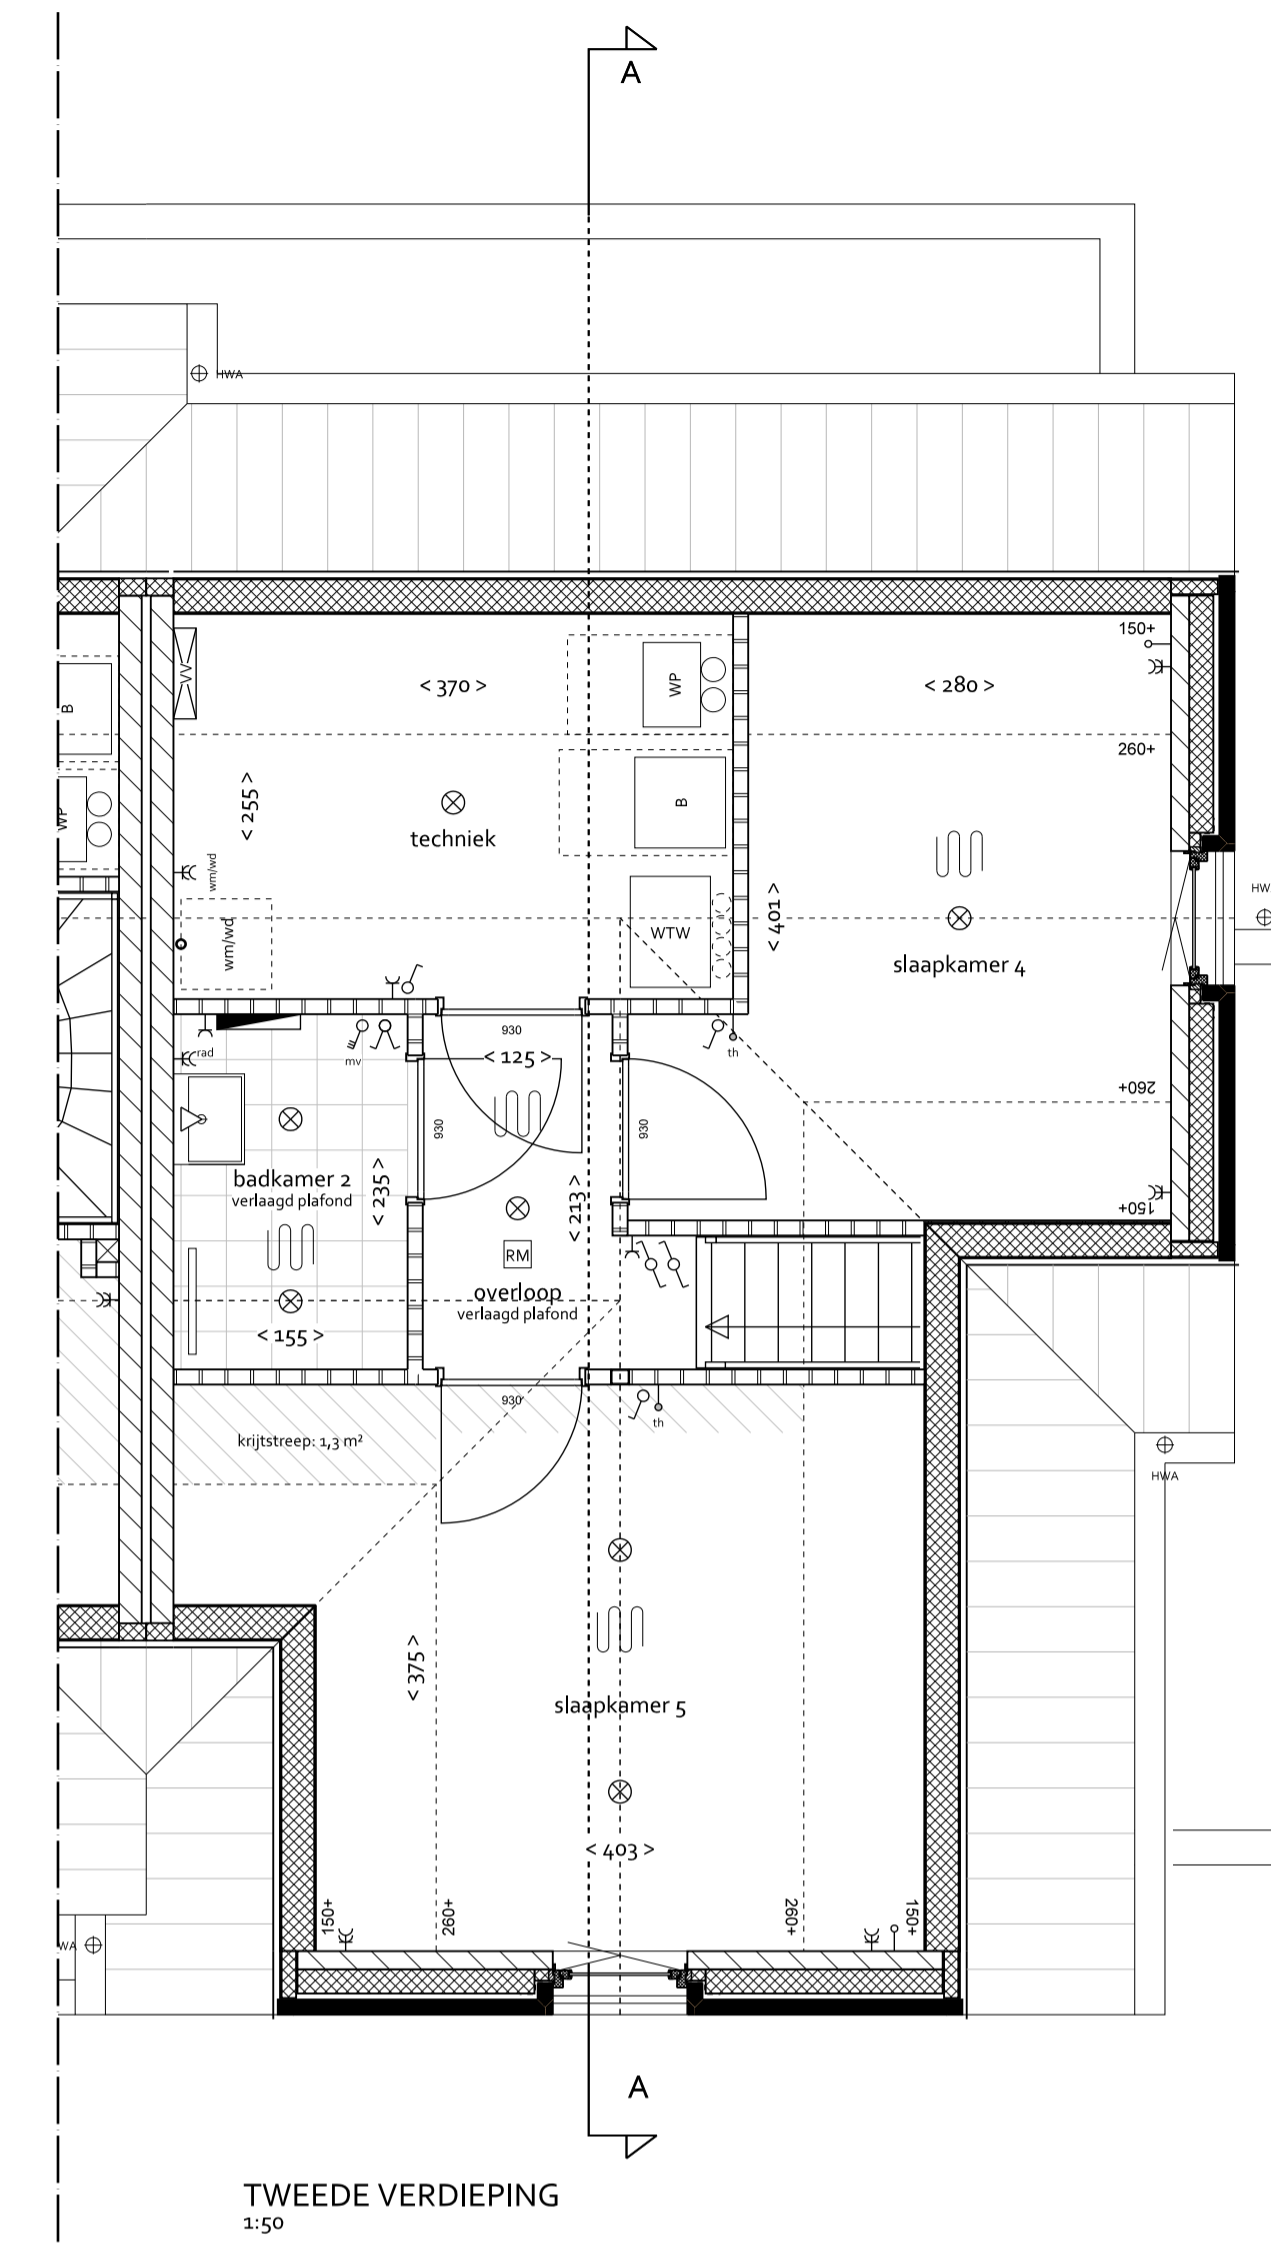 A
HWA
150+
VV
< 370 >
WP
< 280 >
B
260+
< 255 >
B
WP
techniek
wm/wd
HW
wm/wd
WTW
< 401 >
slaapkamer 4
930
rad
mv
< 125 >
th
260+
930
930
badkamer 2
verlaagd plafond
< 235 >
< 213 >
150+
RM
overloop
verlaagd plafond
< 155 >
930
th
krijtstreep: 1,3 m²
HWA
< 375 >
slaapkamer 5
< 403 >
150+
260+
260+
150+
WA
A
TWEEDE VERDIEPING
1:50